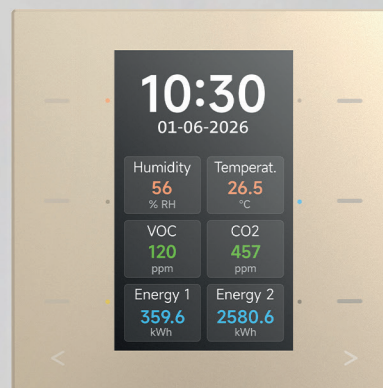 10:30
01-06-2026
Humidity Temperat.
56 26.5
% RH °C
VOC CO2
120 457
ppm ppm
Energy 1 Energy 2
359.6 2580.6
kWh kWh
< >